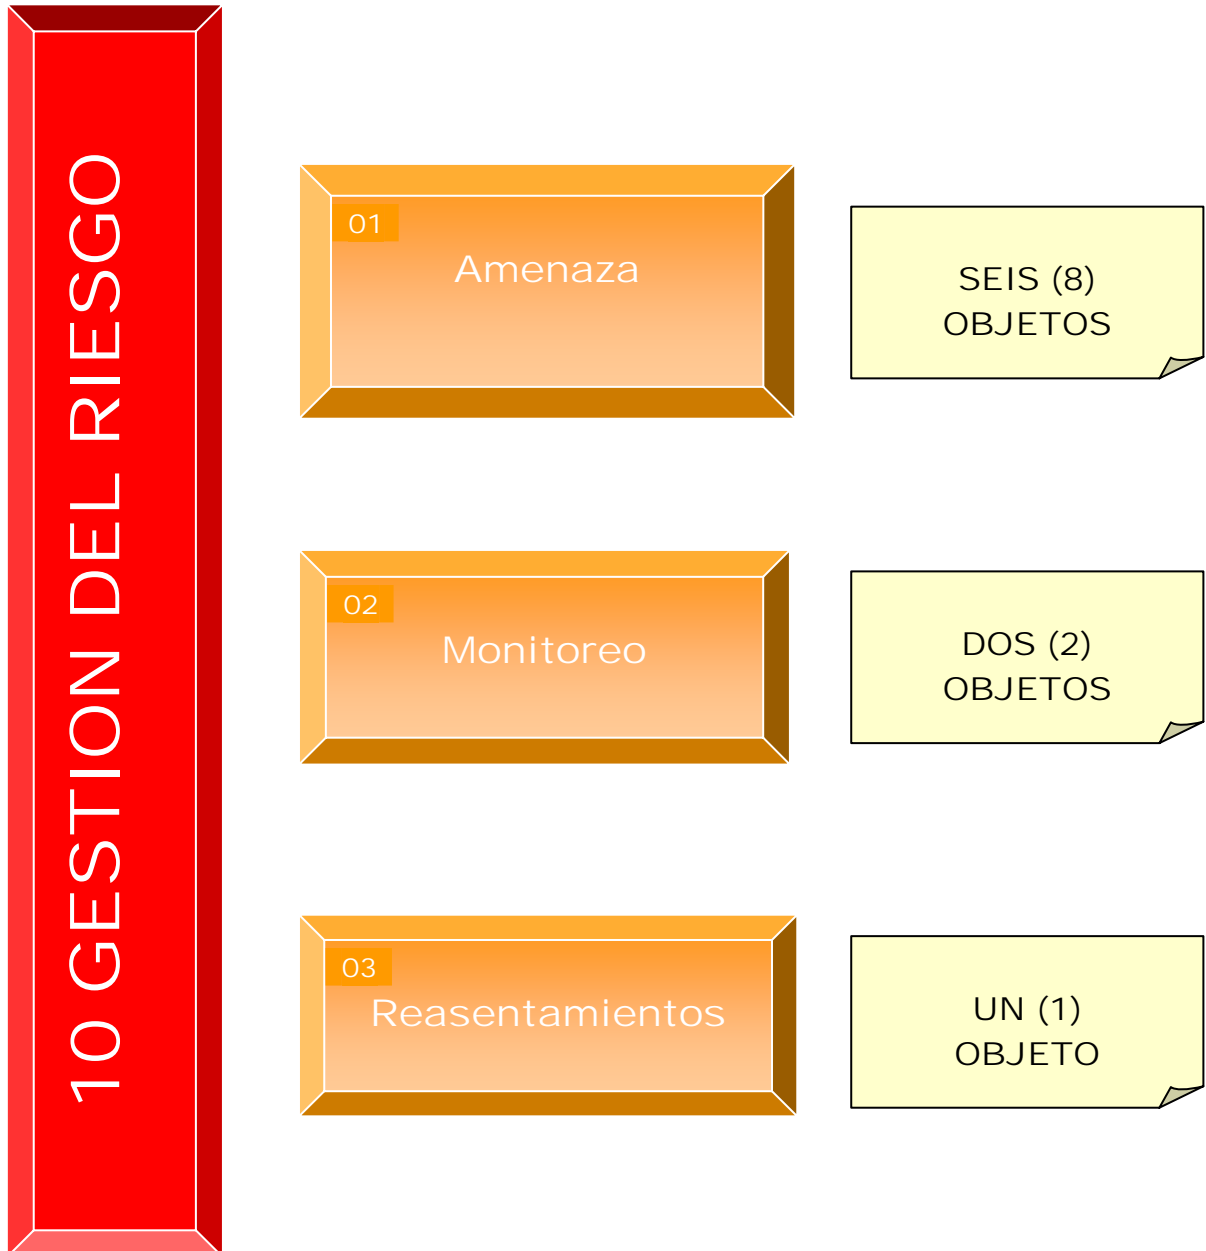 10 GESTION DEL RIESGO
01
Amenaza
SEIS (8)
OBJETOS
02
Monitoreo
DOS (2)
OBJETOS
03
Reasentamientos
UN (1)
OBJETO